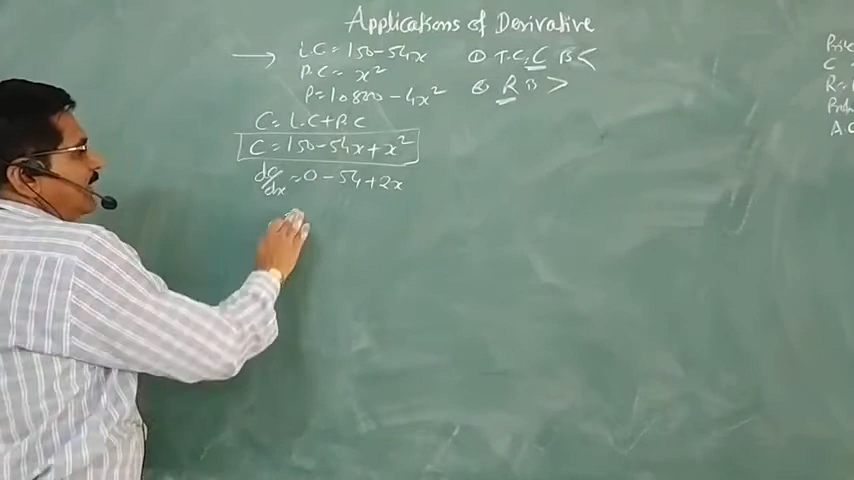 Applications of Derivative
L.C = 150 - 54x ① T.C, C is <
P.C = x²
P = 10800 - 4x² ② R is >
C = L.C + P.C
C = 150 - 54x + x²
dc/dx = 0 - 54 + 2x
C =
R =
A.C